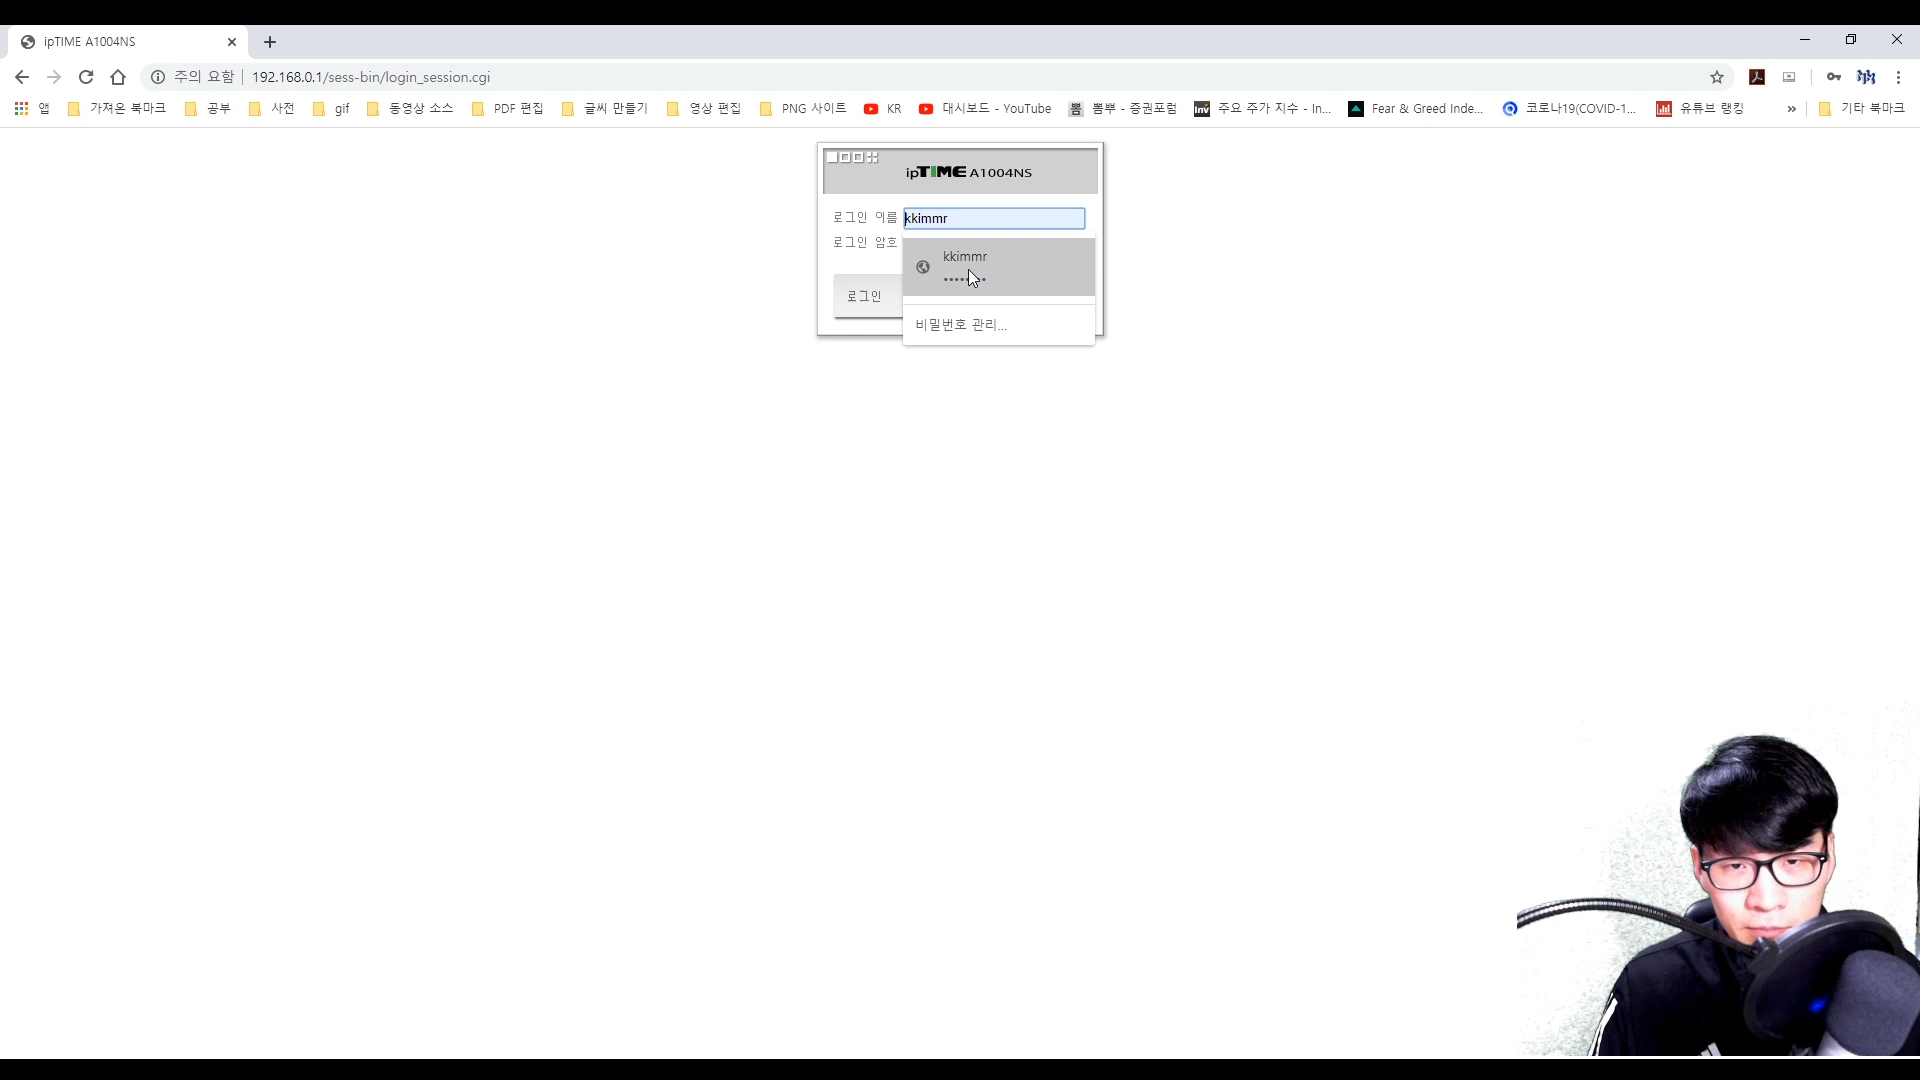 ipTIME A1004NS
주의 요함 192.168.0.1/sess-bin/login_session.cgi
앱 가져온 북마크 공부 사전 gif 동영상 소스 PDF 편집 글씨 만들기 영상 편집 PNG 사이트 KR 대시보드 - YouTube 뽐 뽐뿌 - 증권포럼 Inv 주요 주가 지수 - In... Fear & Greed Inde... 코로나19(COVID-1... 유튜브 랭킹 » 기타 북마크
ipTIME A1004NS
로그인 이름 kkimmr
로그인 암호
kkimmr
로그인
비밀번호 관리...